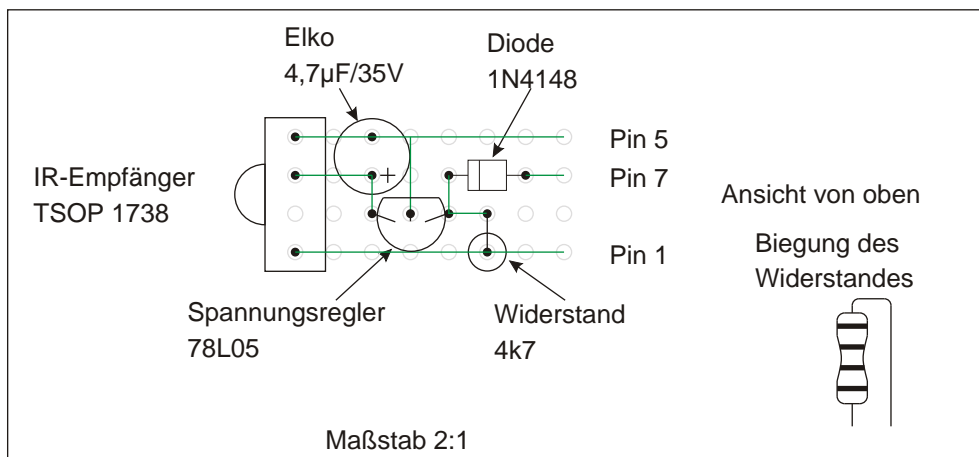 Elko
4,7µF/35V
Diode
1N4148
IR-Empfänger
TSOP 1738
+
Pin 5
Pin 7
Pin 1
Ansicht von oben
Biegung des
Widerstandes
Spannungsregler
78L05
Widerstand
4k7
Maßstab 2:1